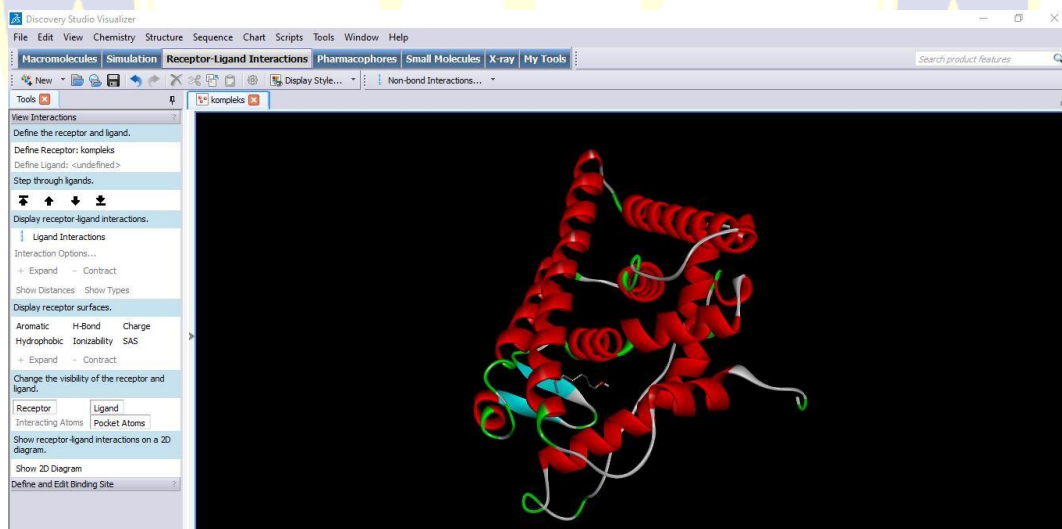 Discovery Studio Visualizer
File Edit View Chemistry Structure Sequence Chart Scripts Tools Window Help
Macromolecules Simulation Receptor-Ligand Interactions Pharmacophores Small Molecules X-ray My Tools
Search product features
New Display Style... Non-bond Interactions...
Tools
kompleks
View Interactions ?
Define the receptor and ligand.
Define Receptor: kompleks
Define Ligand: <undefined>
Step through ligands.
Display receptor-ligand interactions.
Ligand Interactions
Interaction Options...
+ Expand - Contract
Show Distances Show Types
Display receptor surfaces.
Aromatic H-Bond Charge
Hydrophobic Ionizability SAS
+ Expand - Contract
Change the visibility of the receptor and
ligand.
Receptor Ligand
Interacting Atoms Pocket Atoms
Show receptor-ligand interactions on a 2D
diagram.
Show 2D Diagram
Define and Edit Binding Site ?